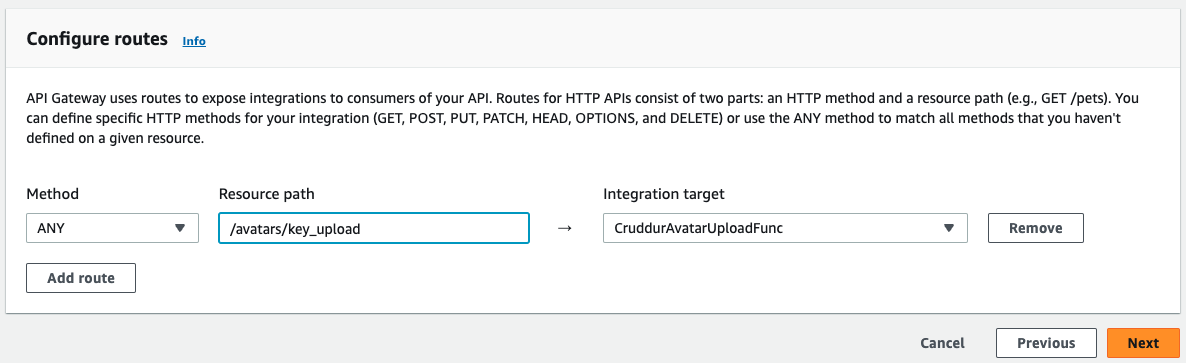 Configure routes Info
API Gateway uses routes to expose integrations to consumers of your API. Routes for HTTP APIs consist of two parts: an HTTP method and a resource path (e.g., GET /pets). You
can define specific HTTP methods for your integration (GET, POST, PUT, PATCH, HEAD, OPTIONS, and DELETE) or use the ANY method to match all methods that you haven't
defined on a given resource.
Method Resource path Integration target
ANY /avatars/key_upload → CruddurAvatarUploadFunc Remove
Add route
Cancel Previous Next